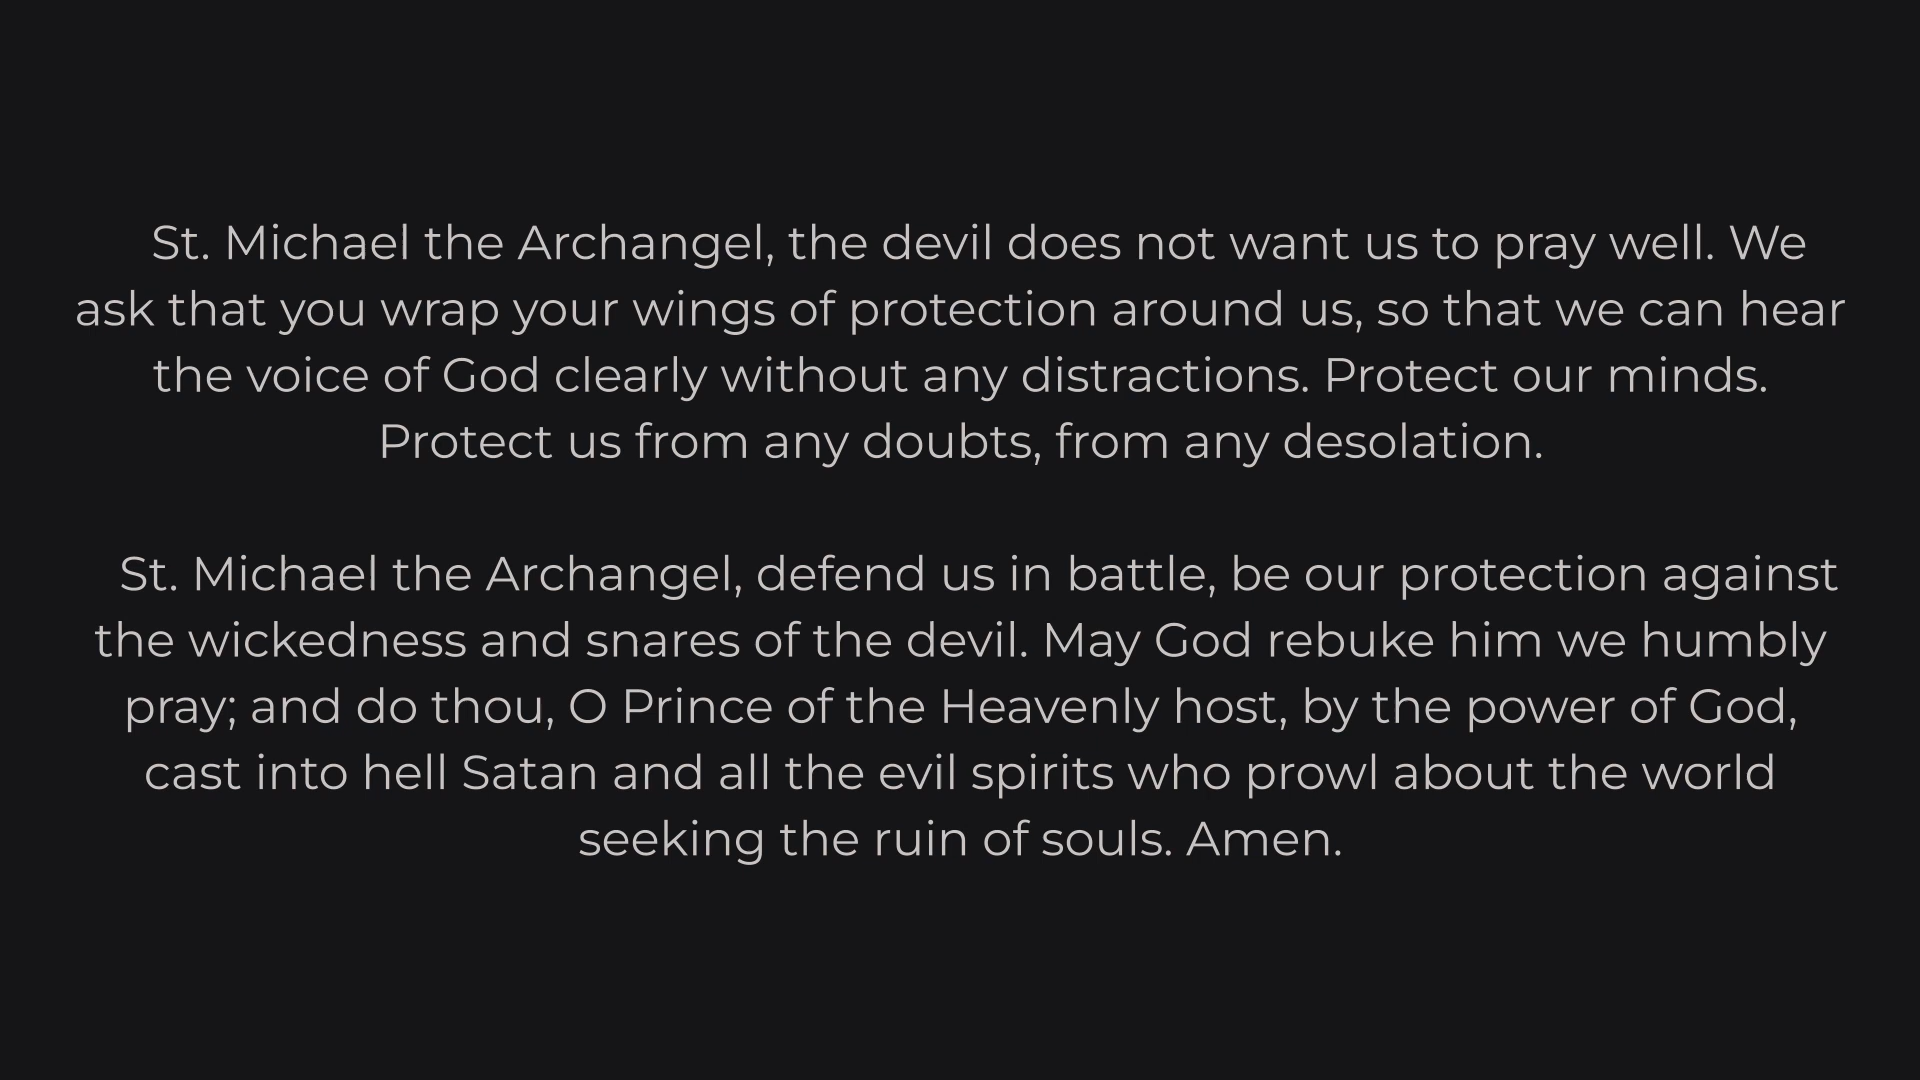 St. Michael the Archangel, the devil does not want us to pray well. We
ask that you wrap your wings of protection around us, so that we can hear
the voice of God clearly without any distractions. Protect our minds.
Protect us from any doubts, from any desolation.
St. Michael the Archangel, defend us in battle, be our protection against
the wickedness and snares of the devil. May God rebuke him we humbly
pray; and do thou, O Prince of the Heavenly host, by the power of God,
cast into hell Satan and all the evil spirits who prowl about the world
seeking the ruin of souls. Amen.